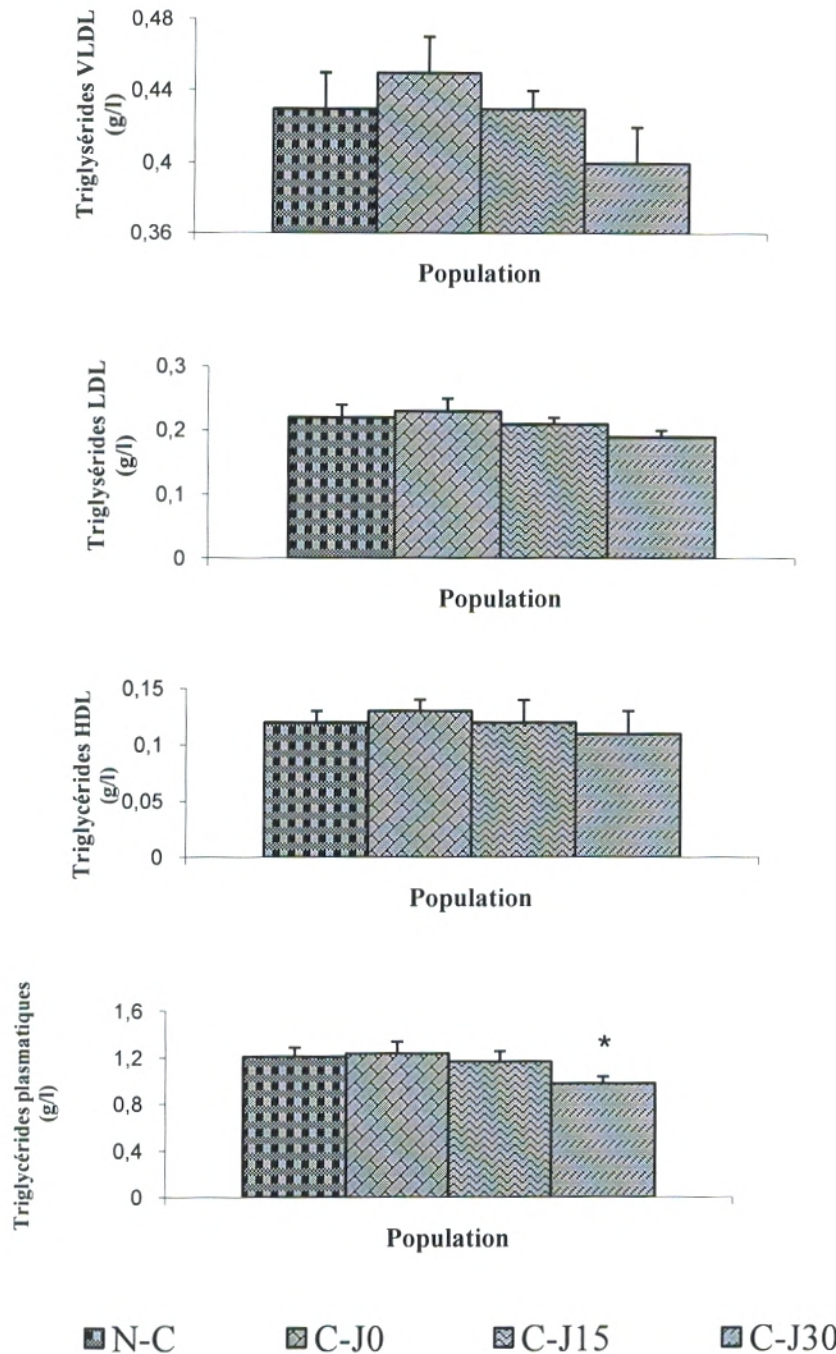 Triglysérides VLDL
(g/l)
0,48
0,44
0,4
0,36
Population
Triglysérides LDL
(g/l)
0,3
0,2
0,1
0
Population
Triglycérides HDL
(g/l)
0,15
0,1
0,05
0
Population
Triglycérides plasmatiques
(g/l)
1,6
1,2
0,8
0,4
0
*
Population
N-C C-J0 C-J15 C-J30